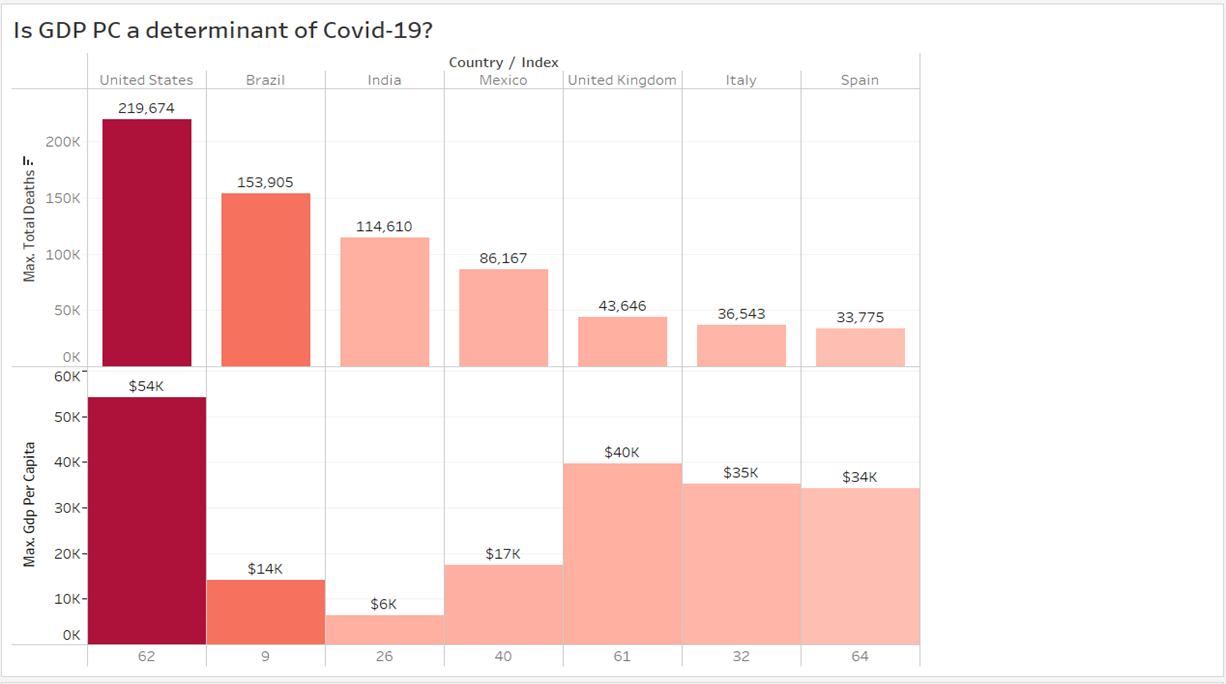 Is GDP PC a determinant of Covid-19?
Country / Index
United States Brazil India Mexico United Kingdom Italy Spain
Max. Total Deaths
200K
150K
100K
50K
0K
219,674
153,905
114,610
86,167
43,646
36,543
33,775
Max. Gdp Per Capita
60K
50K
40K
30K
20K
10K
0K
$54K
$14K
$6K
$17K
$40K
$35K
$34K
62 9 26 40 61 32 64